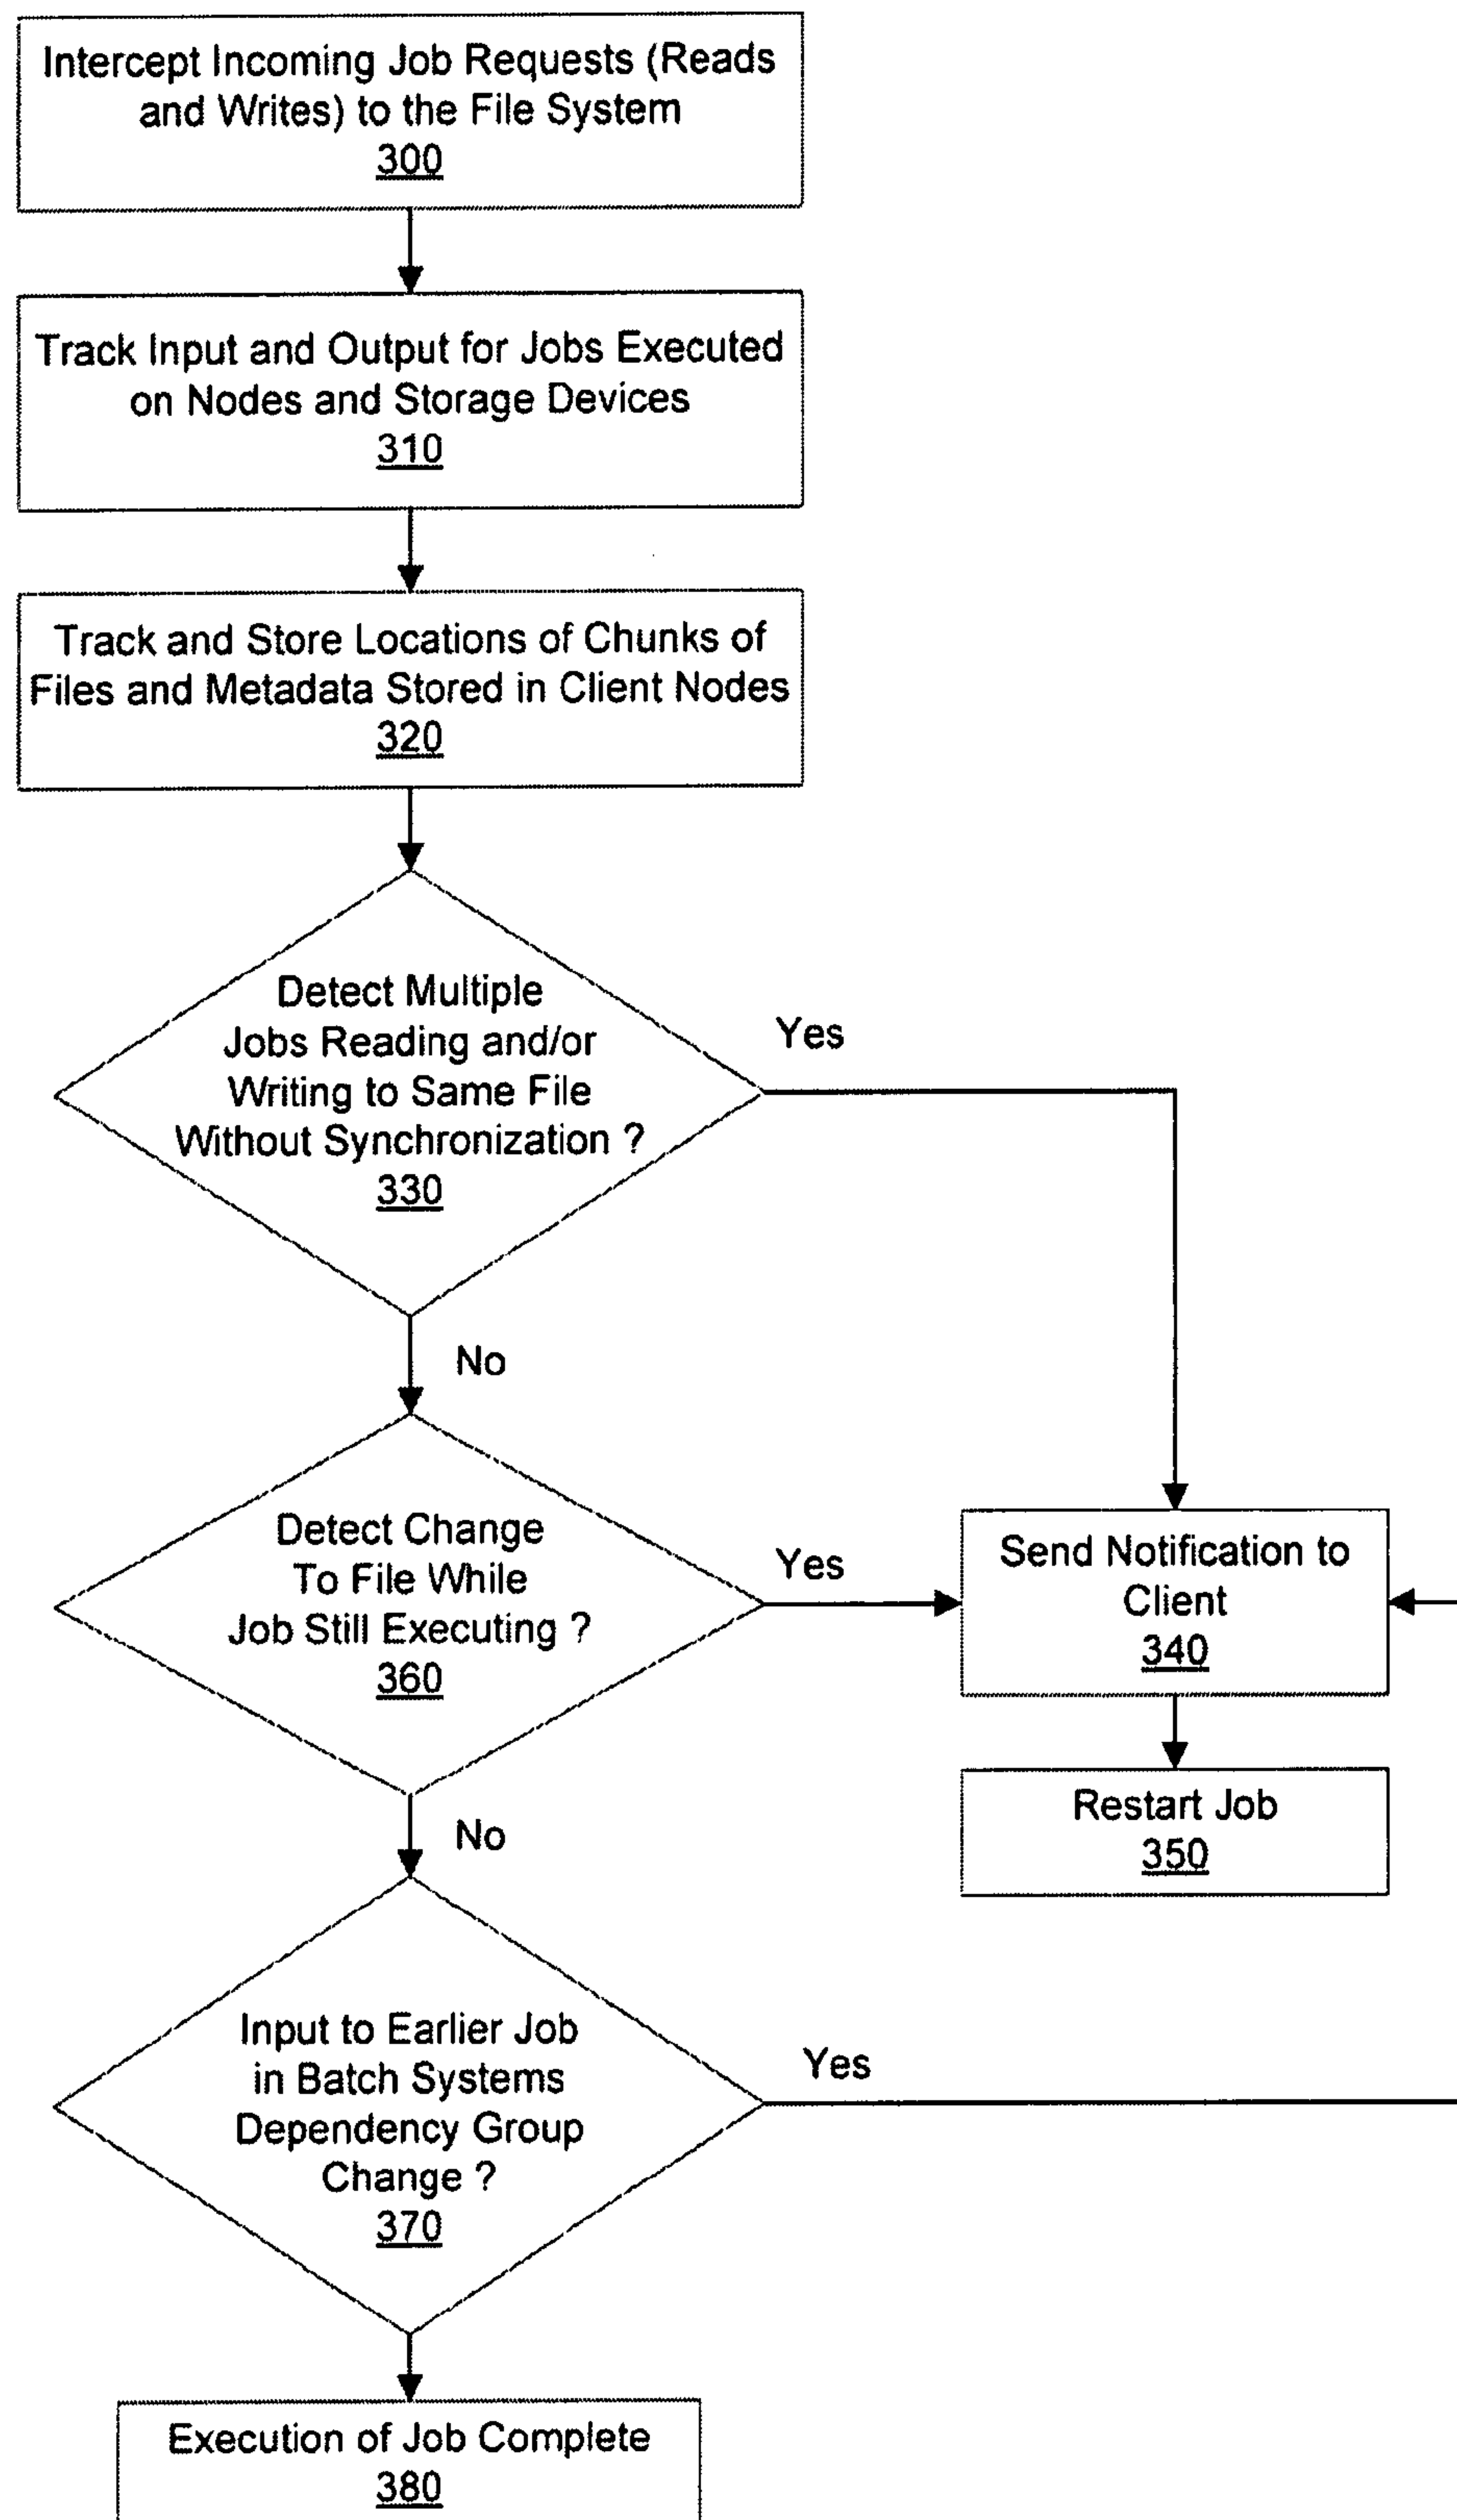 Intercept Incoming Job Requests (Reads
and Writes) to the File System
300
Track Input and Output for Jobs Executed
on Nodes and Storage Devices
310
Track and Store Locations of Chunks of
Files and Metadata Stored in Client Nodes
320
Detect Multiple
Jobs Reading and/or
Writing to Same File
Without Synchronization ?
330
Yes
No
Detect Change
To File While
Job Still Executing ?
360
Yes
Send Notification to
Client
340
Restart Job
350
No
Input to Earlier Job
in Batch Systems
Dependency Group
Change ?
370
Yes
Execution of Job Complete
380